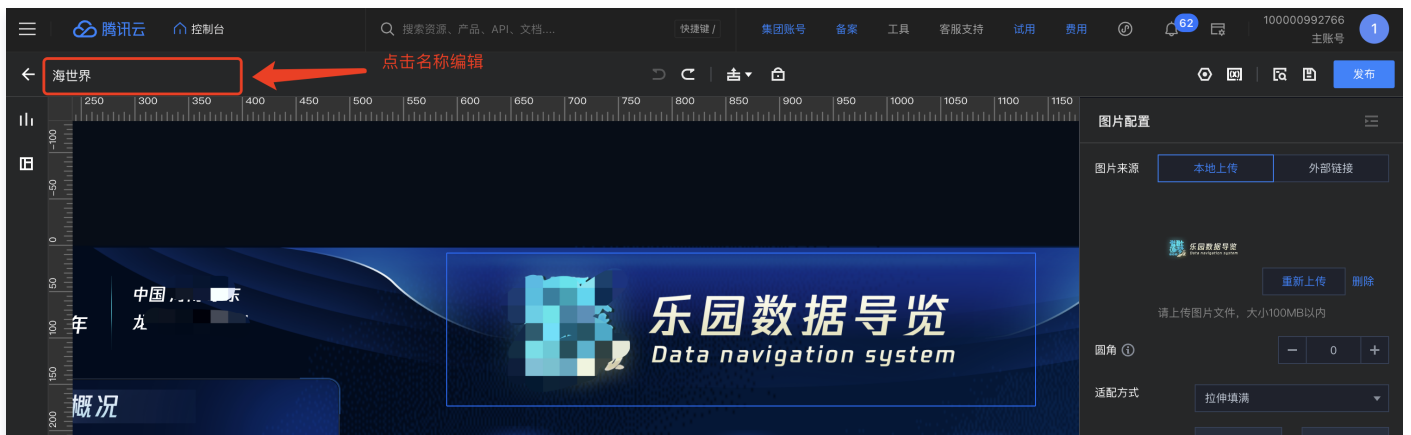 腾讯云 控制台 搜索资源、产品、API、文档.... 快捷键 / 集团账号 备案 工具 客服支持 试用 费用 62 100000992766 主账号 1
海世界 点击名称编辑 发布
250 300 350 400 450 500 550 600 650 700 750 800 850 900 950 1000 1050 1100 1150
图片配置
图片来源 本地上传 外部链接
-100
-50
0
50
100
150
200
乐园数据导览
Data navigation system
重新上传 删除
请上传图片文件，大小100MB以内
圆角 0
适配方式 拉伸填满
中国
年
乐园数据导览
Data navigation system
概况